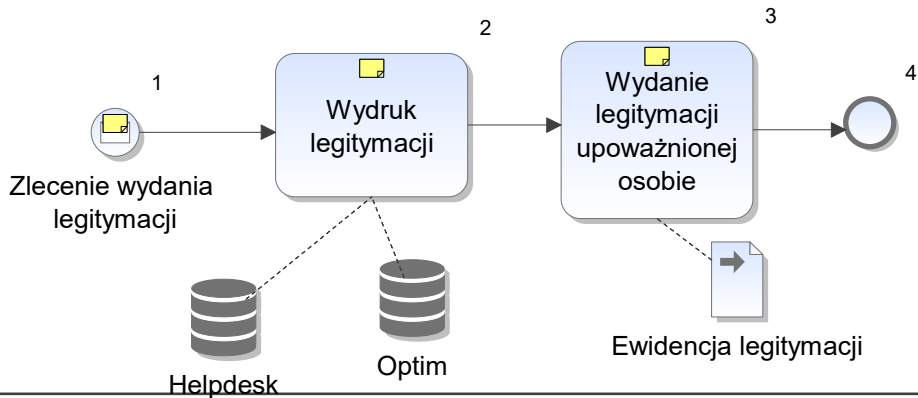 1
Zlecenie wydania
legitymacji
2
Wydruk
legitymacji
3
Wydanie
legitymacji
upoważnionej
osobie
4
Helpdesk
Optim
Ewidencja legitymacji